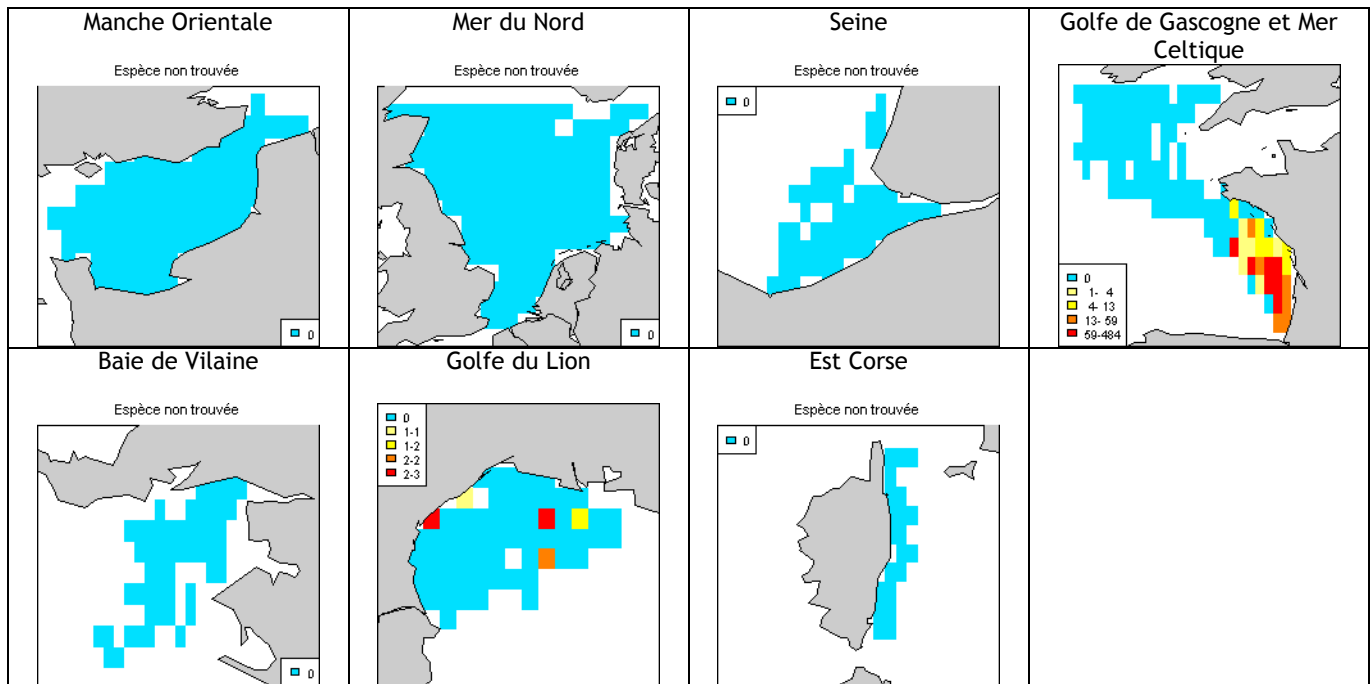 Manche Orientale
Espèce non trouvée
0
Mer du Nord
Espèce non trouvée
0
Seine
Espèce non trouvée
0
Golfe de Gascogne et Mer
Celtique
0
1- 4
4- 13
13- 59
59-484
Baie de Vilaine
Espèce non trouvée
0
Golfe du Lion
0
1-1
1-2
2-2
2-3
Est Corse
Espèce non trouvée
0